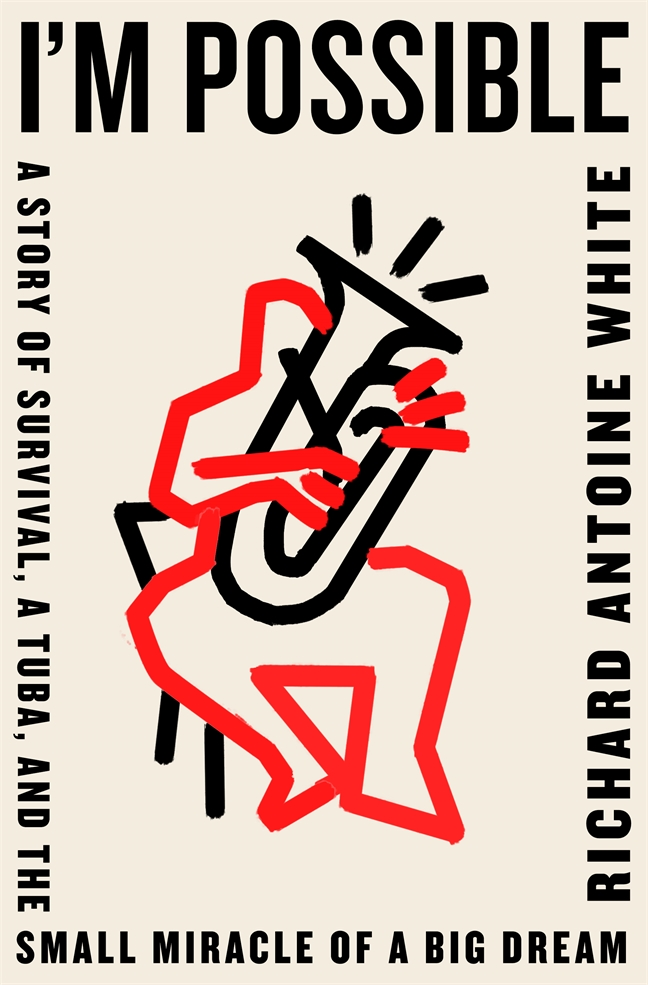 I'M POSSIBLE
A STORY OF SURVIVAL, A TUBA, AND THE
SMALL MIRACLE OF A BIG DREAM
RICHARD ANTOINE WHITE